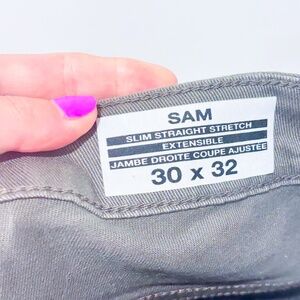 SAM
SLIM STRAIGHT STRETCH
EXTENSIBLE
JAMBE DROITE COUPE AJUSTÉE
30 x 32